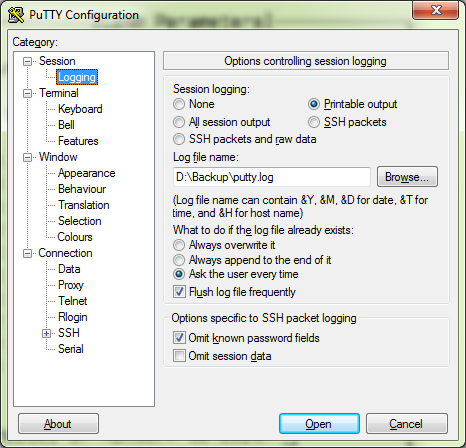 PuTTY Configuration
Category:
Session
Logging
Terminal
Keyboard
Bell
Features
Window
Appearance
Behaviour
Translation
Selection
Colours
Connection
Data
Proxy
Telnet
Rlogin
SSH
Serial
Options controlling session logging
Session logging:
None Printable output
All session output SSH packets
SSH packets and raw data
Log file name:
D:\Backup\putty.log Browse...
(Log file name can contain &Y, &M, &D for date, &T for
time, and &H for host name)
What to do if the log file already exists:
Always overwrite it
Always append to the end of it
Ask the user every time
Flush log file frequently
Options specific to SSH packet logging
Omit known password fields
Omit session data
About Open Cancel